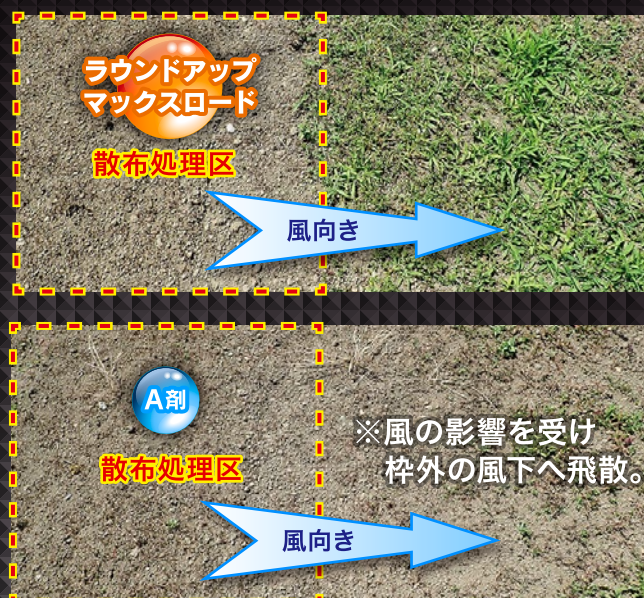 ラウンドアップ
マックスロード
散布処理区
風向き
A剤
散布処理区
※風の影響を受け
枠外の風下へ飛散。
風向き